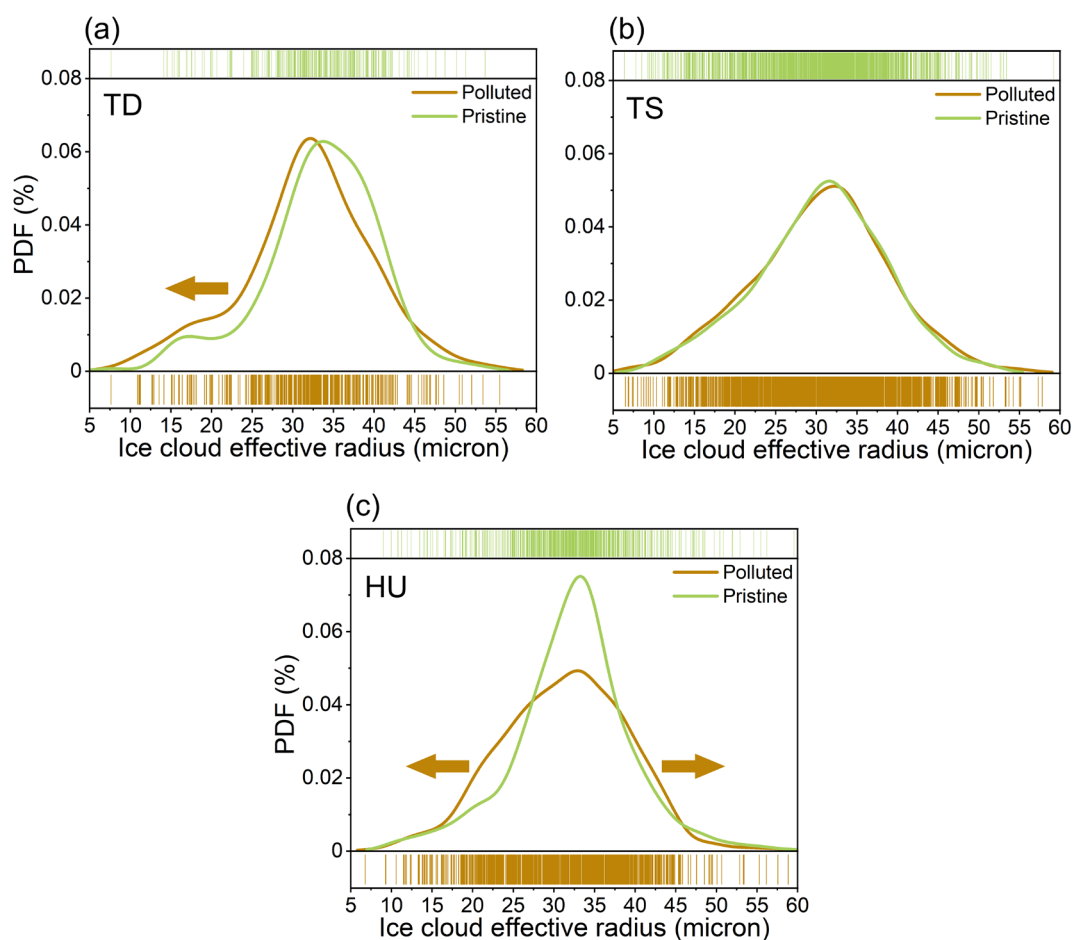 (a)
0.08
TD
Polluted
Pristine
0.06
0.04
0.02
0
PDF (%)
5 10 15 20 25 30 35 40 45 50 55 60
Ice cloud effective radius (micron)
(b)
0.08
TS
Polluted
Pristine
0.06
0.04
0.02
0
5 10 15 20 25 30 35 40 45 50 55 60
Ice cloud effective radius (micron)
(c)
0.08
HU
Polluted
Pristine
0.06
0.04
0.02
0
PDF (%)
5 10 15 20 25 30 35 40 45 50 55 60
Ice cloud effective radius (micron)